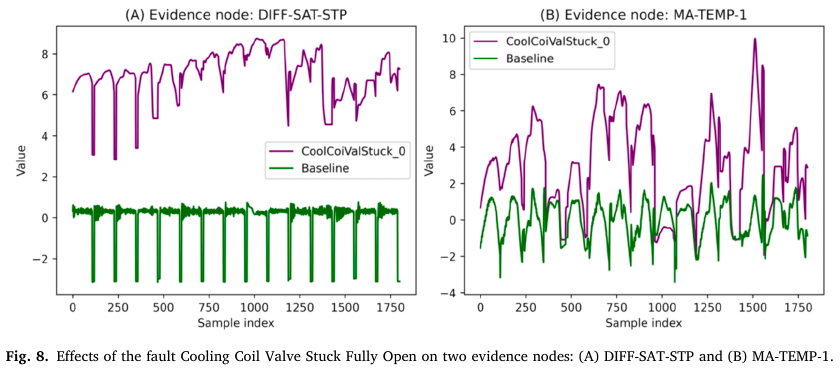 (A) Evidence node: DIFF-SAT-STP
8
6
4
2
0
−2
Value
CoolCoiValStuck_0
Baseline
0 250 500 750 1000 1250 1500 1750
Sample index
(B) Evidence node: MA-TEMP-1
10
8
6
4
2
0
−2
−4
Value
CoolCoiValStuck_0
Baseline
0 250 500 750 1000 1250 1500 1750
Sample index
Fig. 8. Effects of the fault Cooling Coil Valve Stuck Fully Open on two evidence nodes: (A) DIFF-SAT-STP and (B) MA-TEMP-1.